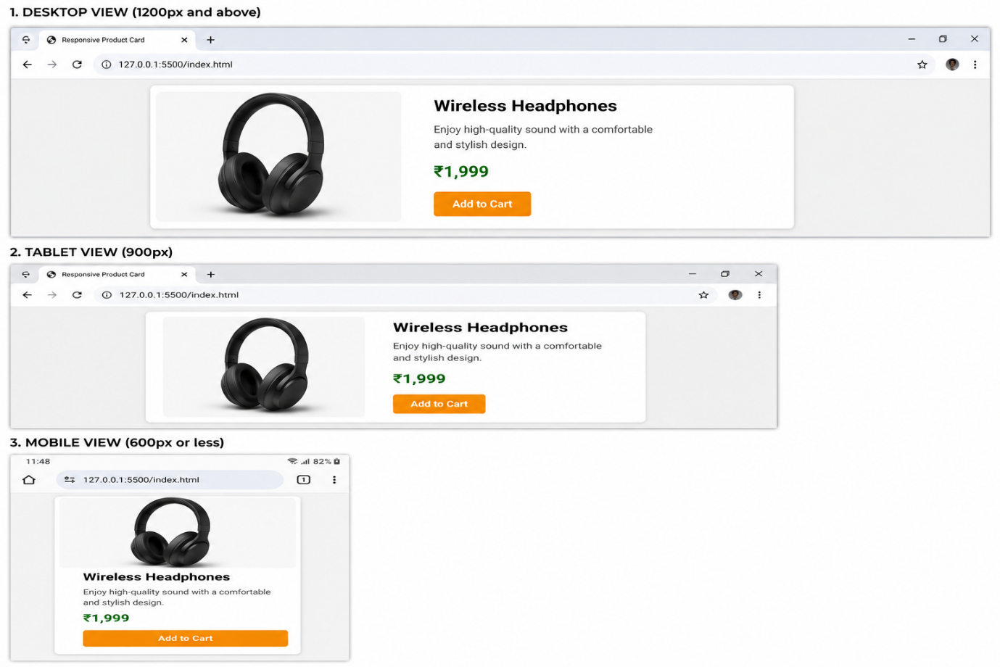 1. DESKTOP VIEW (1200px and above)
Responsive Product Card
127.0.0.1:5500/index.html
Wireless Headphones
Enjoy high-quality sound with a comfortable
and stylish design.
₹1,999
Add to Cart
2. TABLET VIEW (900px)
Responsive Product Card
127.0.0.1:5500/index.html
Wireless Headphones
Enjoy high-quality sound with a comfortable
and stylish design.
₹1,999
Add to Cart
3. MOBILE VIEW (600px or less)
11:48 82%
127.0.0.1:5500/index.html 1
Wireless Headphones
Enjoy high-quality sound with a comfortable
and stylish design.
₹1,999
Add to Cart